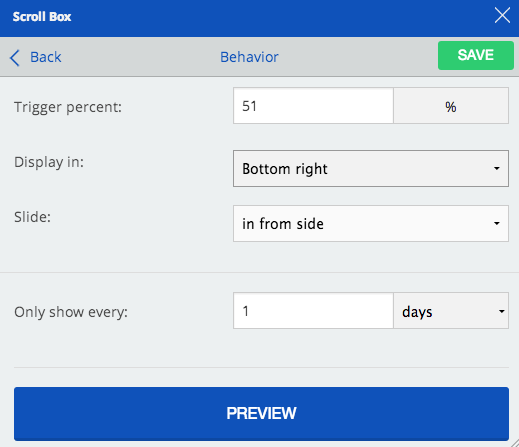 Scroll Box
Back Behavior SAVE
Trigger percent: 51 %
Display in: Bottom right
Slide: in from side
Only show every: 1 days
PREVIEW